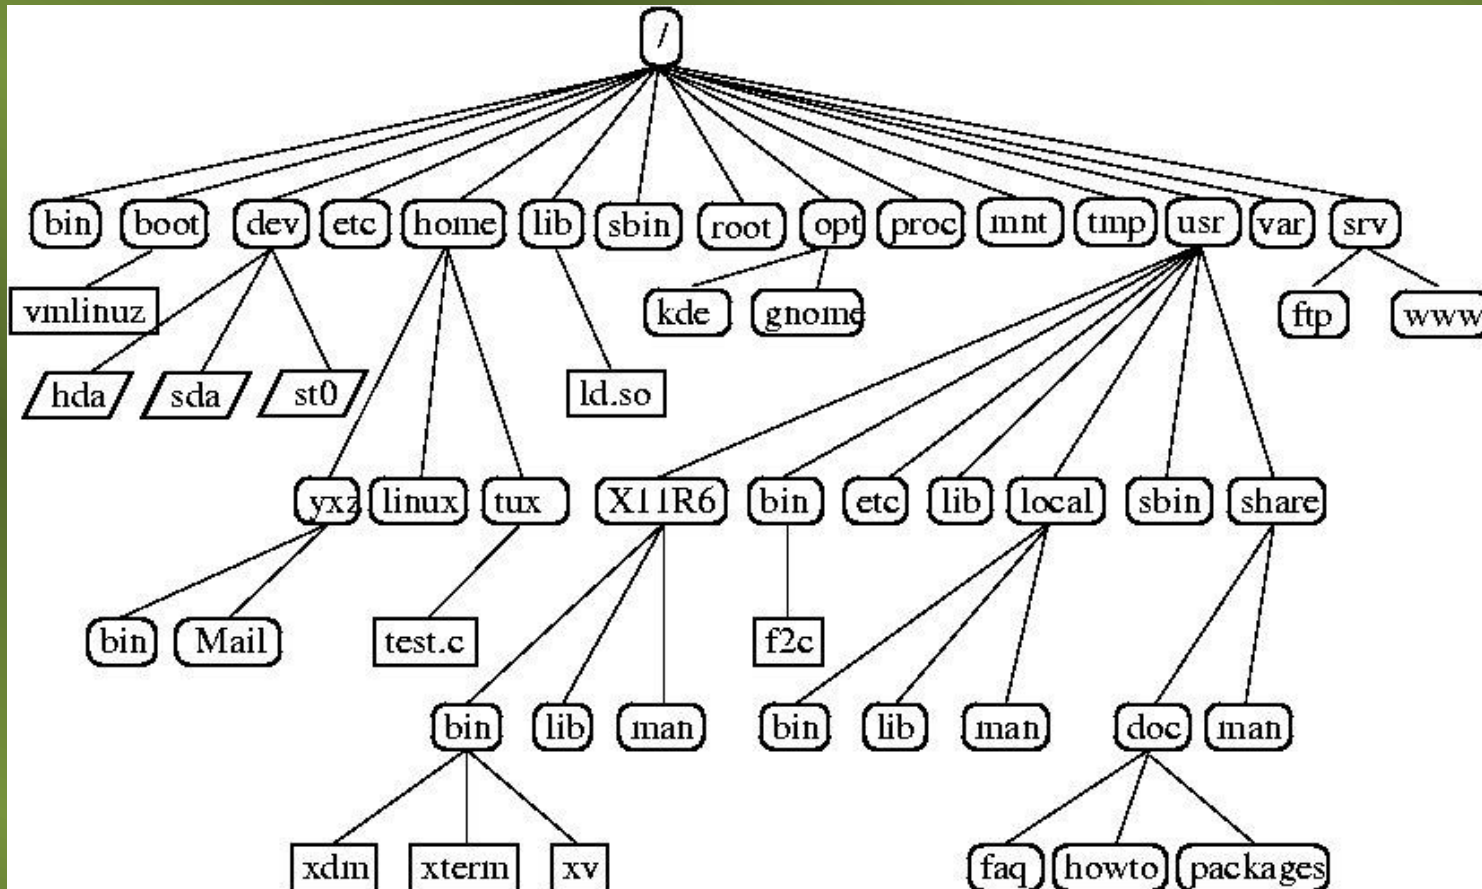 /
bin boot dev etc home lib sbin root opt proc mnt tmp usr var srv
vmlinuz kde gnome ftp www
hda sda st0 ld.so
yxz linux tux X11R6 bin etc lib local sbin share
bin Mail test.c f2c
bin lib man bin lib man doc man
xdm xterm xv faq howto packages